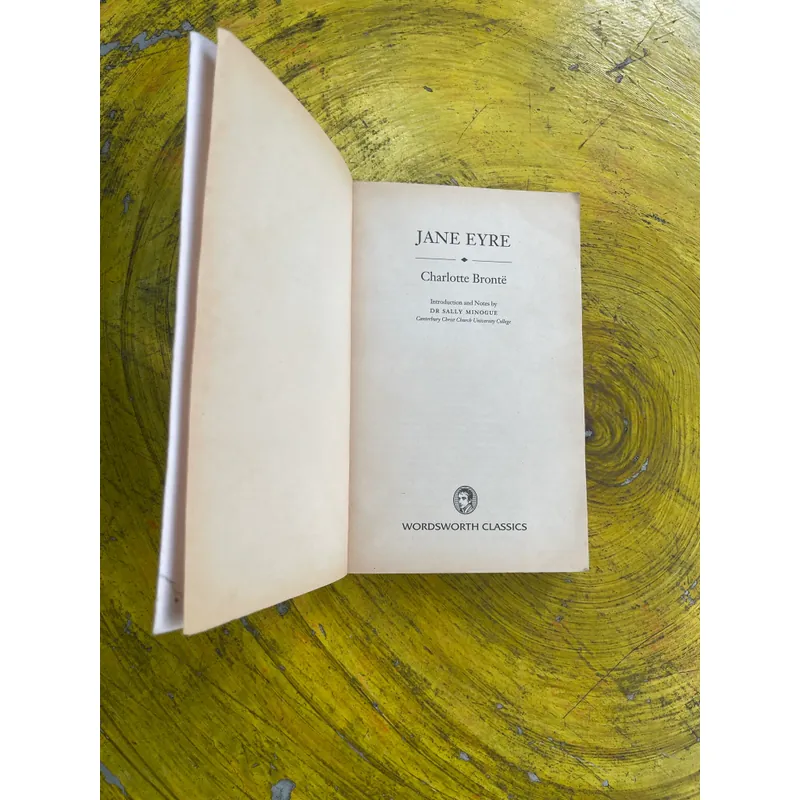 JANE EYRE
Charlotte Brontë
Introduction and Notes by
DR SALLY MINOGUE
Canterbury Christ Church University College
WORDSWORTH CLASSICS